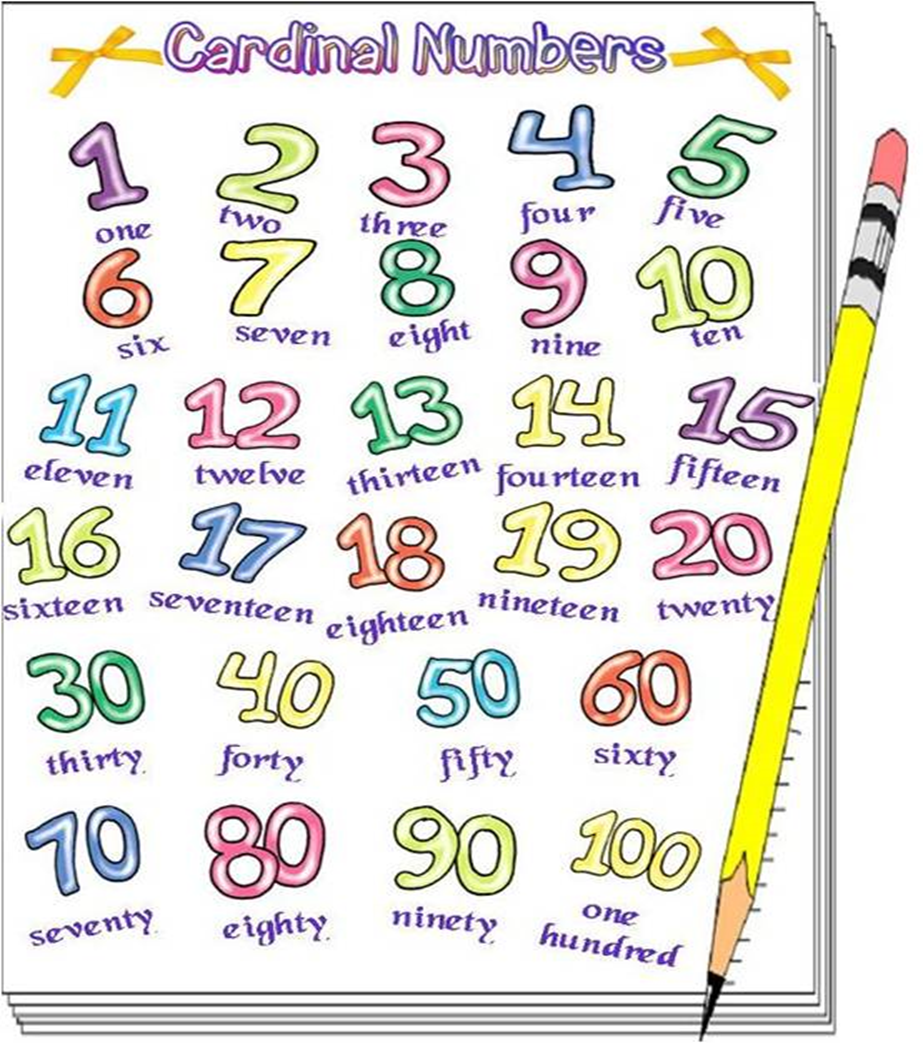 Cardinal Numbers
1 2 3 4 5
one two three four five
6 7 8 9 10
six seven eight nine ten
11 12 13 14 15
eleven twelve thirteen fourteen fifteen
16 17 18 19 20
sixteen seventeen eighteen nineteen twenty
30 40 50 60
thirty forty fifty sixty
70 80 90 100
seventy eighty ninety one
hundred